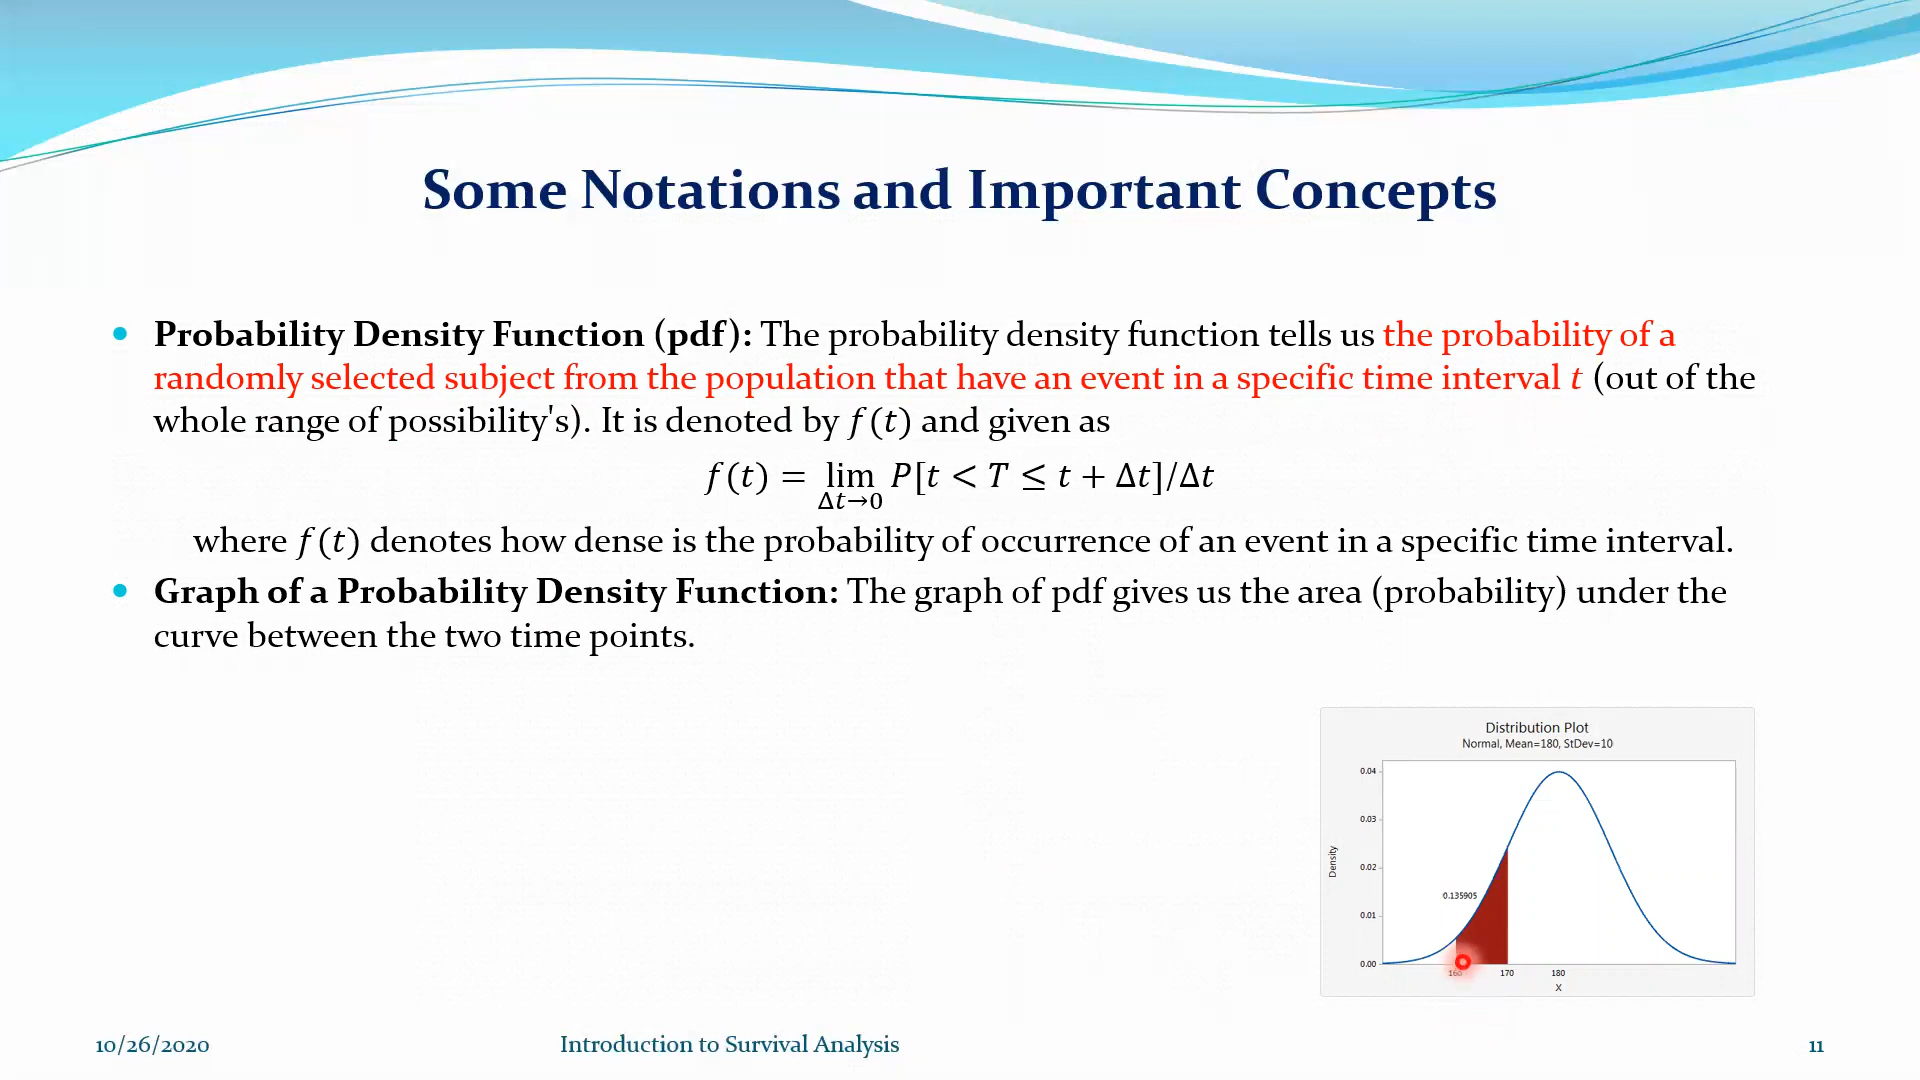 Some Notations and Important Concepts
• Probability Density Function (pdf): The probability density function tells us the probability of a
randomly selected subject from the population that have an event in a specific time interval t (out of the
whole range of possibility's). It is denoted by f(t) and given as
f(t) = lim Δt→0 P[t < T ≤ t + Δt]/Δt
where f(t) denotes how dense is the probability of occurrence of an event in a specific time interval.
• Graph of a Probability Density Function: The graph of pdf gives us the area (probability) under the
curve between the two time points.
Distribution Plot
Normal, Mean=180, StDev=10
0.04
0.03
0.02
0.01
0.00
Density
0.135905
160 170 180
X
10/26/2020 Introduction to Survival Analysis 11